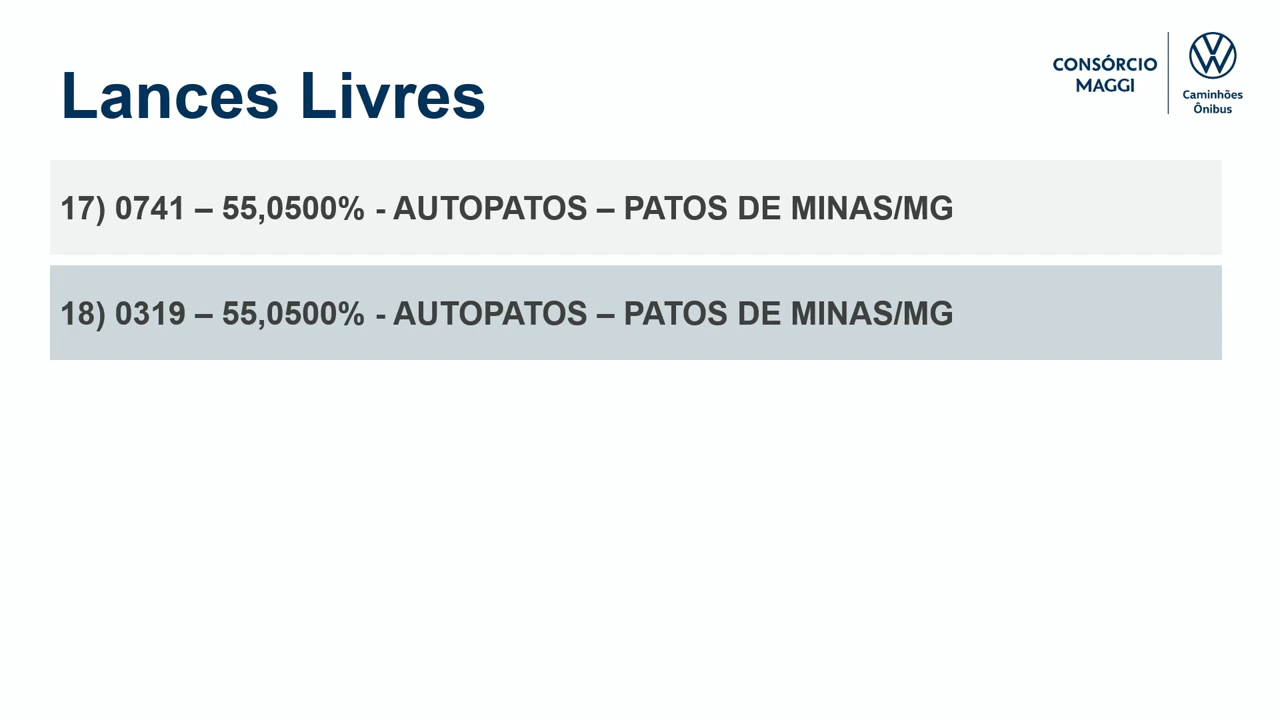 Lances Livres
CONSÓRCIO
MAGGI
Caminhões
Ônibus
17) 0741 – 55,0500% - AUTOPATOS – PATOS DE MINAS/MG
18) 0319 – 55,0500% - AUTOPATOS – PATOS DE MINAS/MG